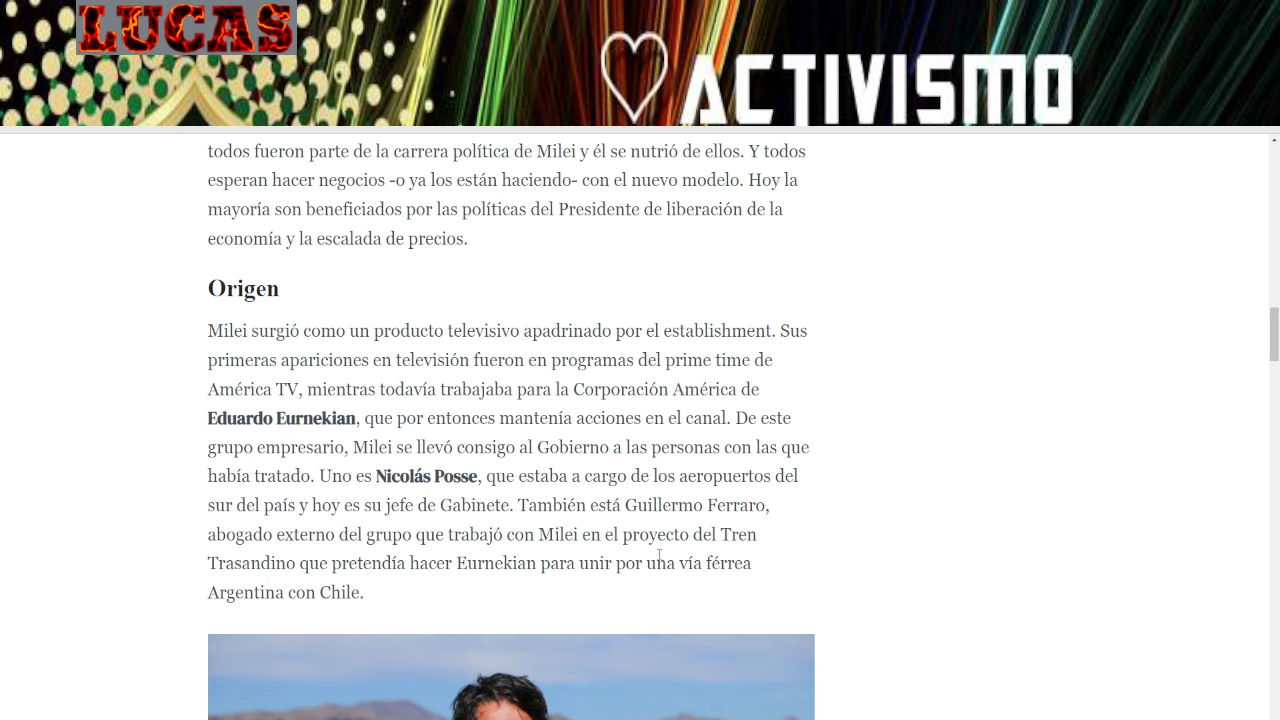 LUCAS
ACTIVISMO
todos fueron parte de la carrera política de Milei y él se nutrió de ellos. Y todos
esperan hacer negocios -o ya los están haciendo- con el nuevo modelo. Hoy la
mayoría son beneficiados por las políticas del Presidente de liberación de la
economía y la escalada de precios.
Origen
Milei surgió como un producto televisivo apadrinado por el establishment. Sus
primeras apariciones en televisión fueron en programas del prime time de
América TV, mientras todavía trabajaba para la Corporación América de
Eduardo Eurnekian, que por entonces mantenía acciones en el canal. De este
grupo empresario, Milei se llevó consigo al Gobierno a las personas con las que
había tratado. Uno es Nicolás Posse, que estaba a cargo de los aeropuertos del
sur del país y hoy es su jefe de Gabinete. También está Guillermo Ferraro,
abogado externo del grupo que trabajó con Milei en el proyecto del Tren
Trasandino que pretendía hacer Eurnekian para unir por una vía férrea
Argentina con Chile.